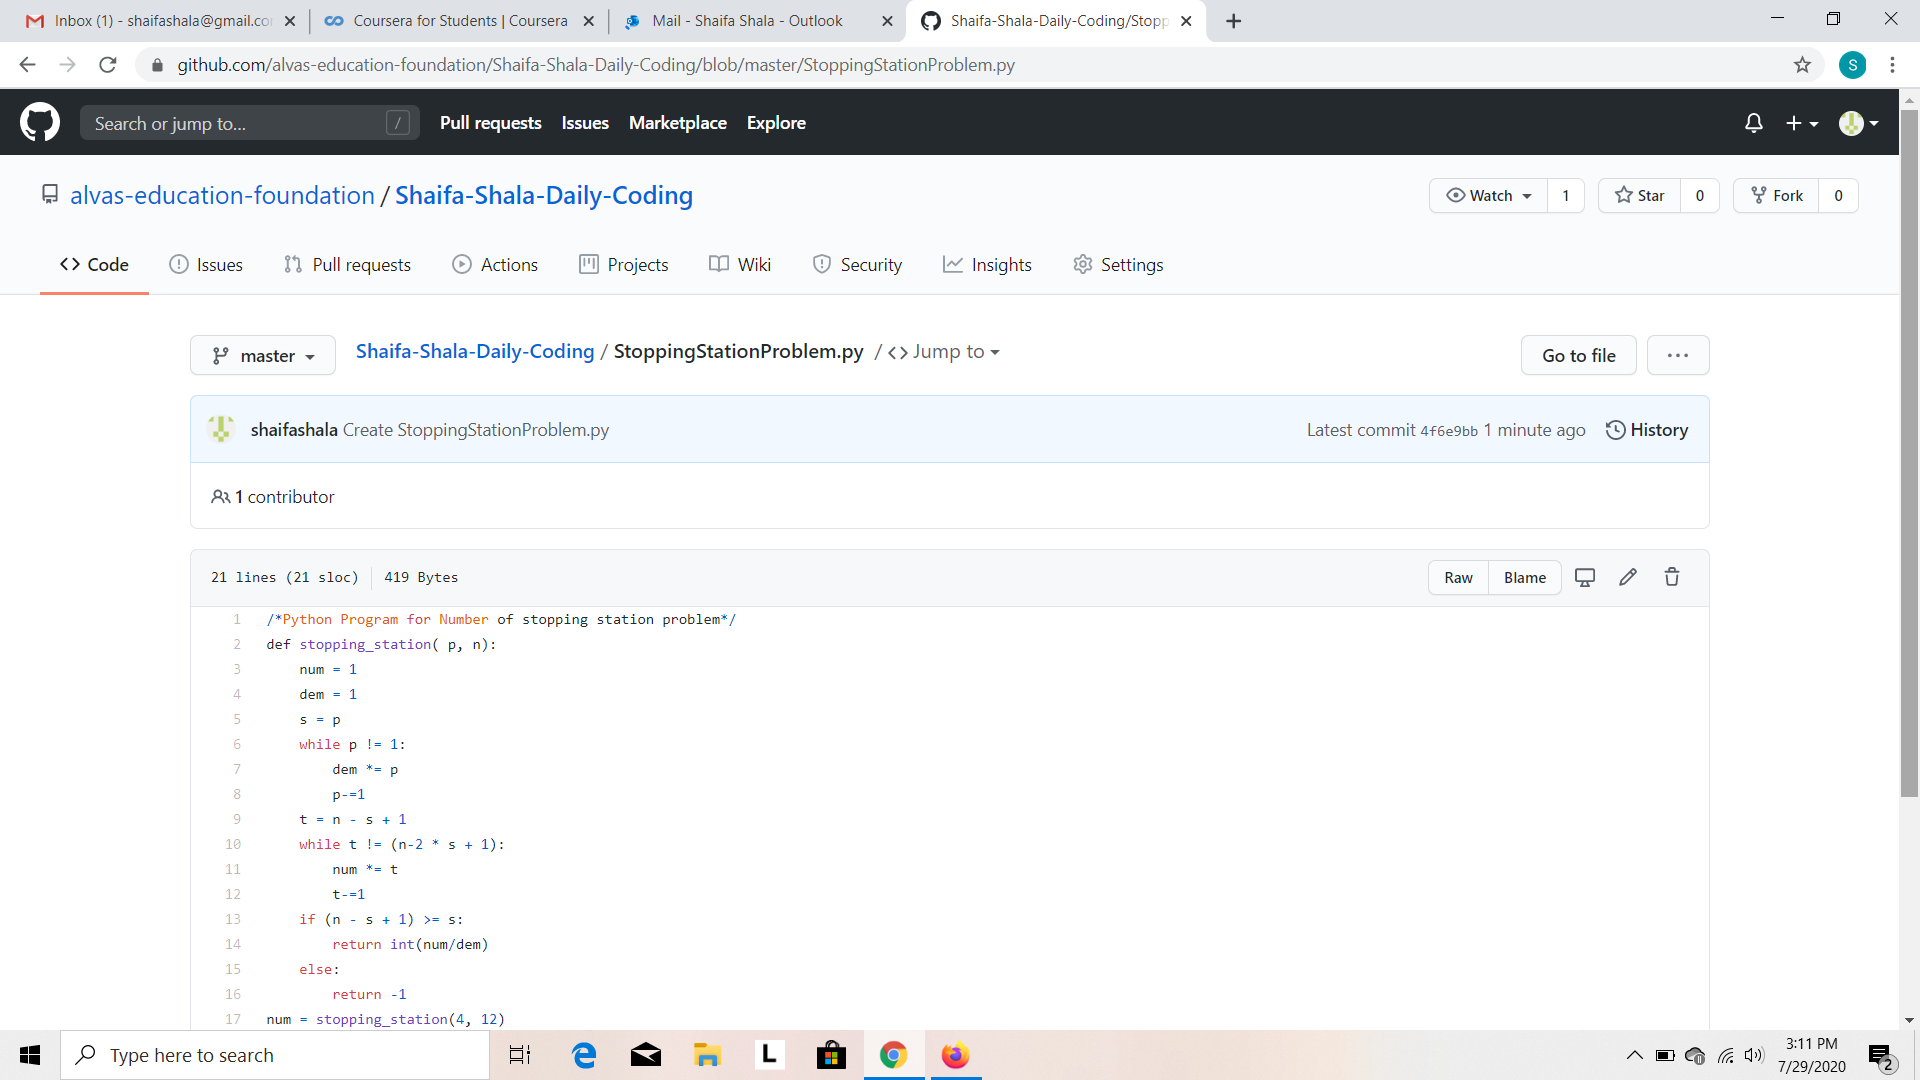 Inbox (1) - shaifashala@gmail.co
Coursera for Students | Coursera
Mail - Shaifa Shala - Outlook
Shaifa-Shala-Daily-Coding/Stopp
github.com/alvas-education-foundation/Shaifa-Shala-Daily-Coding/blob/master/StoppingStationProblem.py
S
Search or jump to...
/
Pull requests
Issues
Marketplace
Explore
alvas-education-foundation / Shaifa-Shala-Daily-Coding
Watch 1
Star 0
Fork 0
Code
Issues
Pull requests
Actions
Projects
Wiki
Security
Insights
Settings
master
Shaifa-Shala-Daily-Coding / StoppingStationProblem.py / <> Jump to
Go to file
...
shaifashala Create StoppingStationProblem.py
Latest commit 4f6e9bb 1 minute ago
History
1 contributor
21 lines (21 sloc) 419 Bytes
Raw
Blame
1 /*Python Program for Number of stopping station problem*/
2 def stopping_station( p, n):
3 num = 1
4 dem = 1
5 s = p
6 while p != 1:
7 dem *= p
8 p-=1
9 t = n - s + 1
10 while t != (n-2 * s + 1):
11 num *= t
12 t-=1
13 if (n - s + 1) >= s:
14 return int(num/dem)
15 else:
16 return -1
17 num = stopping_station(4, 12)
Type here to search
L
3:11 PM
7/29/2020
2